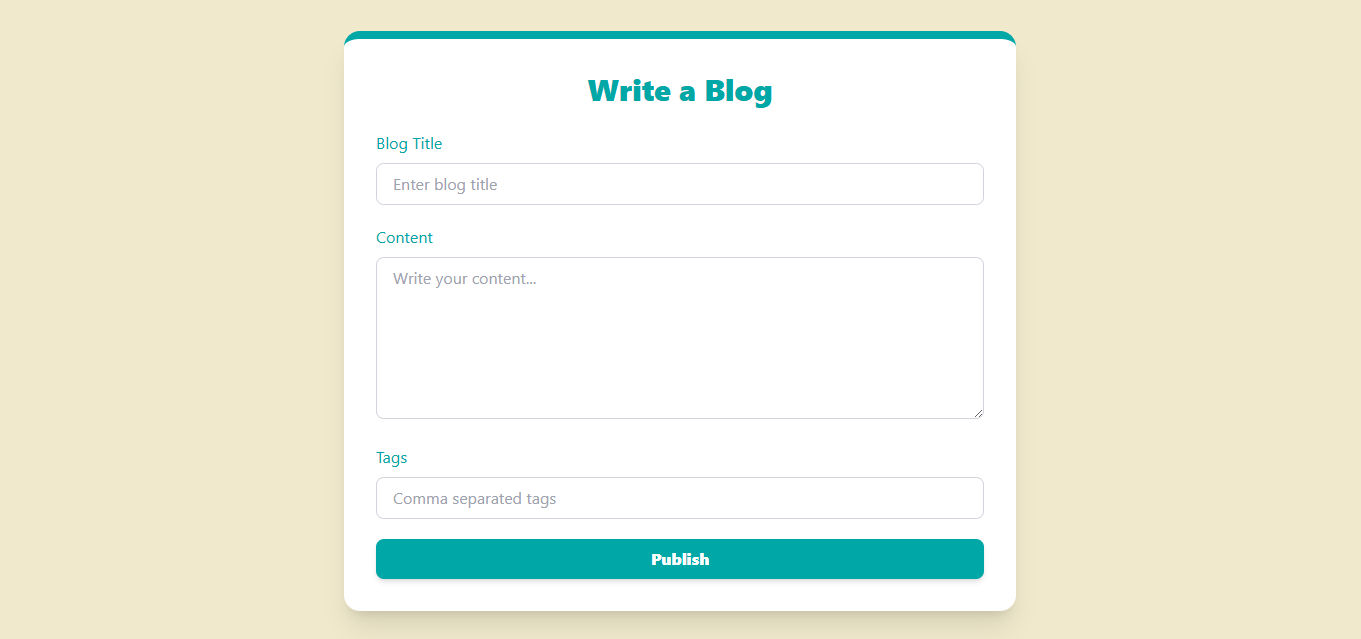 Write a Blog
Blog Title
Enter blog title
Content
Write your content...
Tags
Comma separated tags
Publish